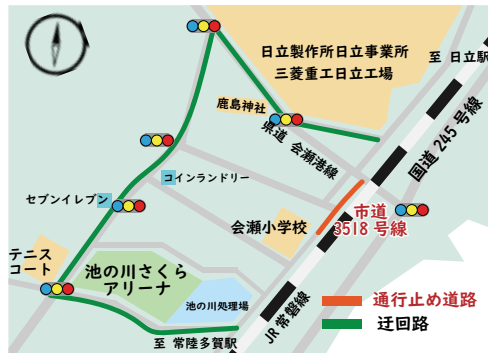 日立製作所日立事業所
三菱重工日立工場
至 日立駅
鹿島神社
県道 会瀬港線
国道 245 号線
コインランドリー
セブンイレブン
市道
3518 号線
会瀬小学校
テニス
コート
池の川さくら
アリーナ
池の川処理場
JR 常磐線
通行止め道路
迂回路
至 常陸多賀駅